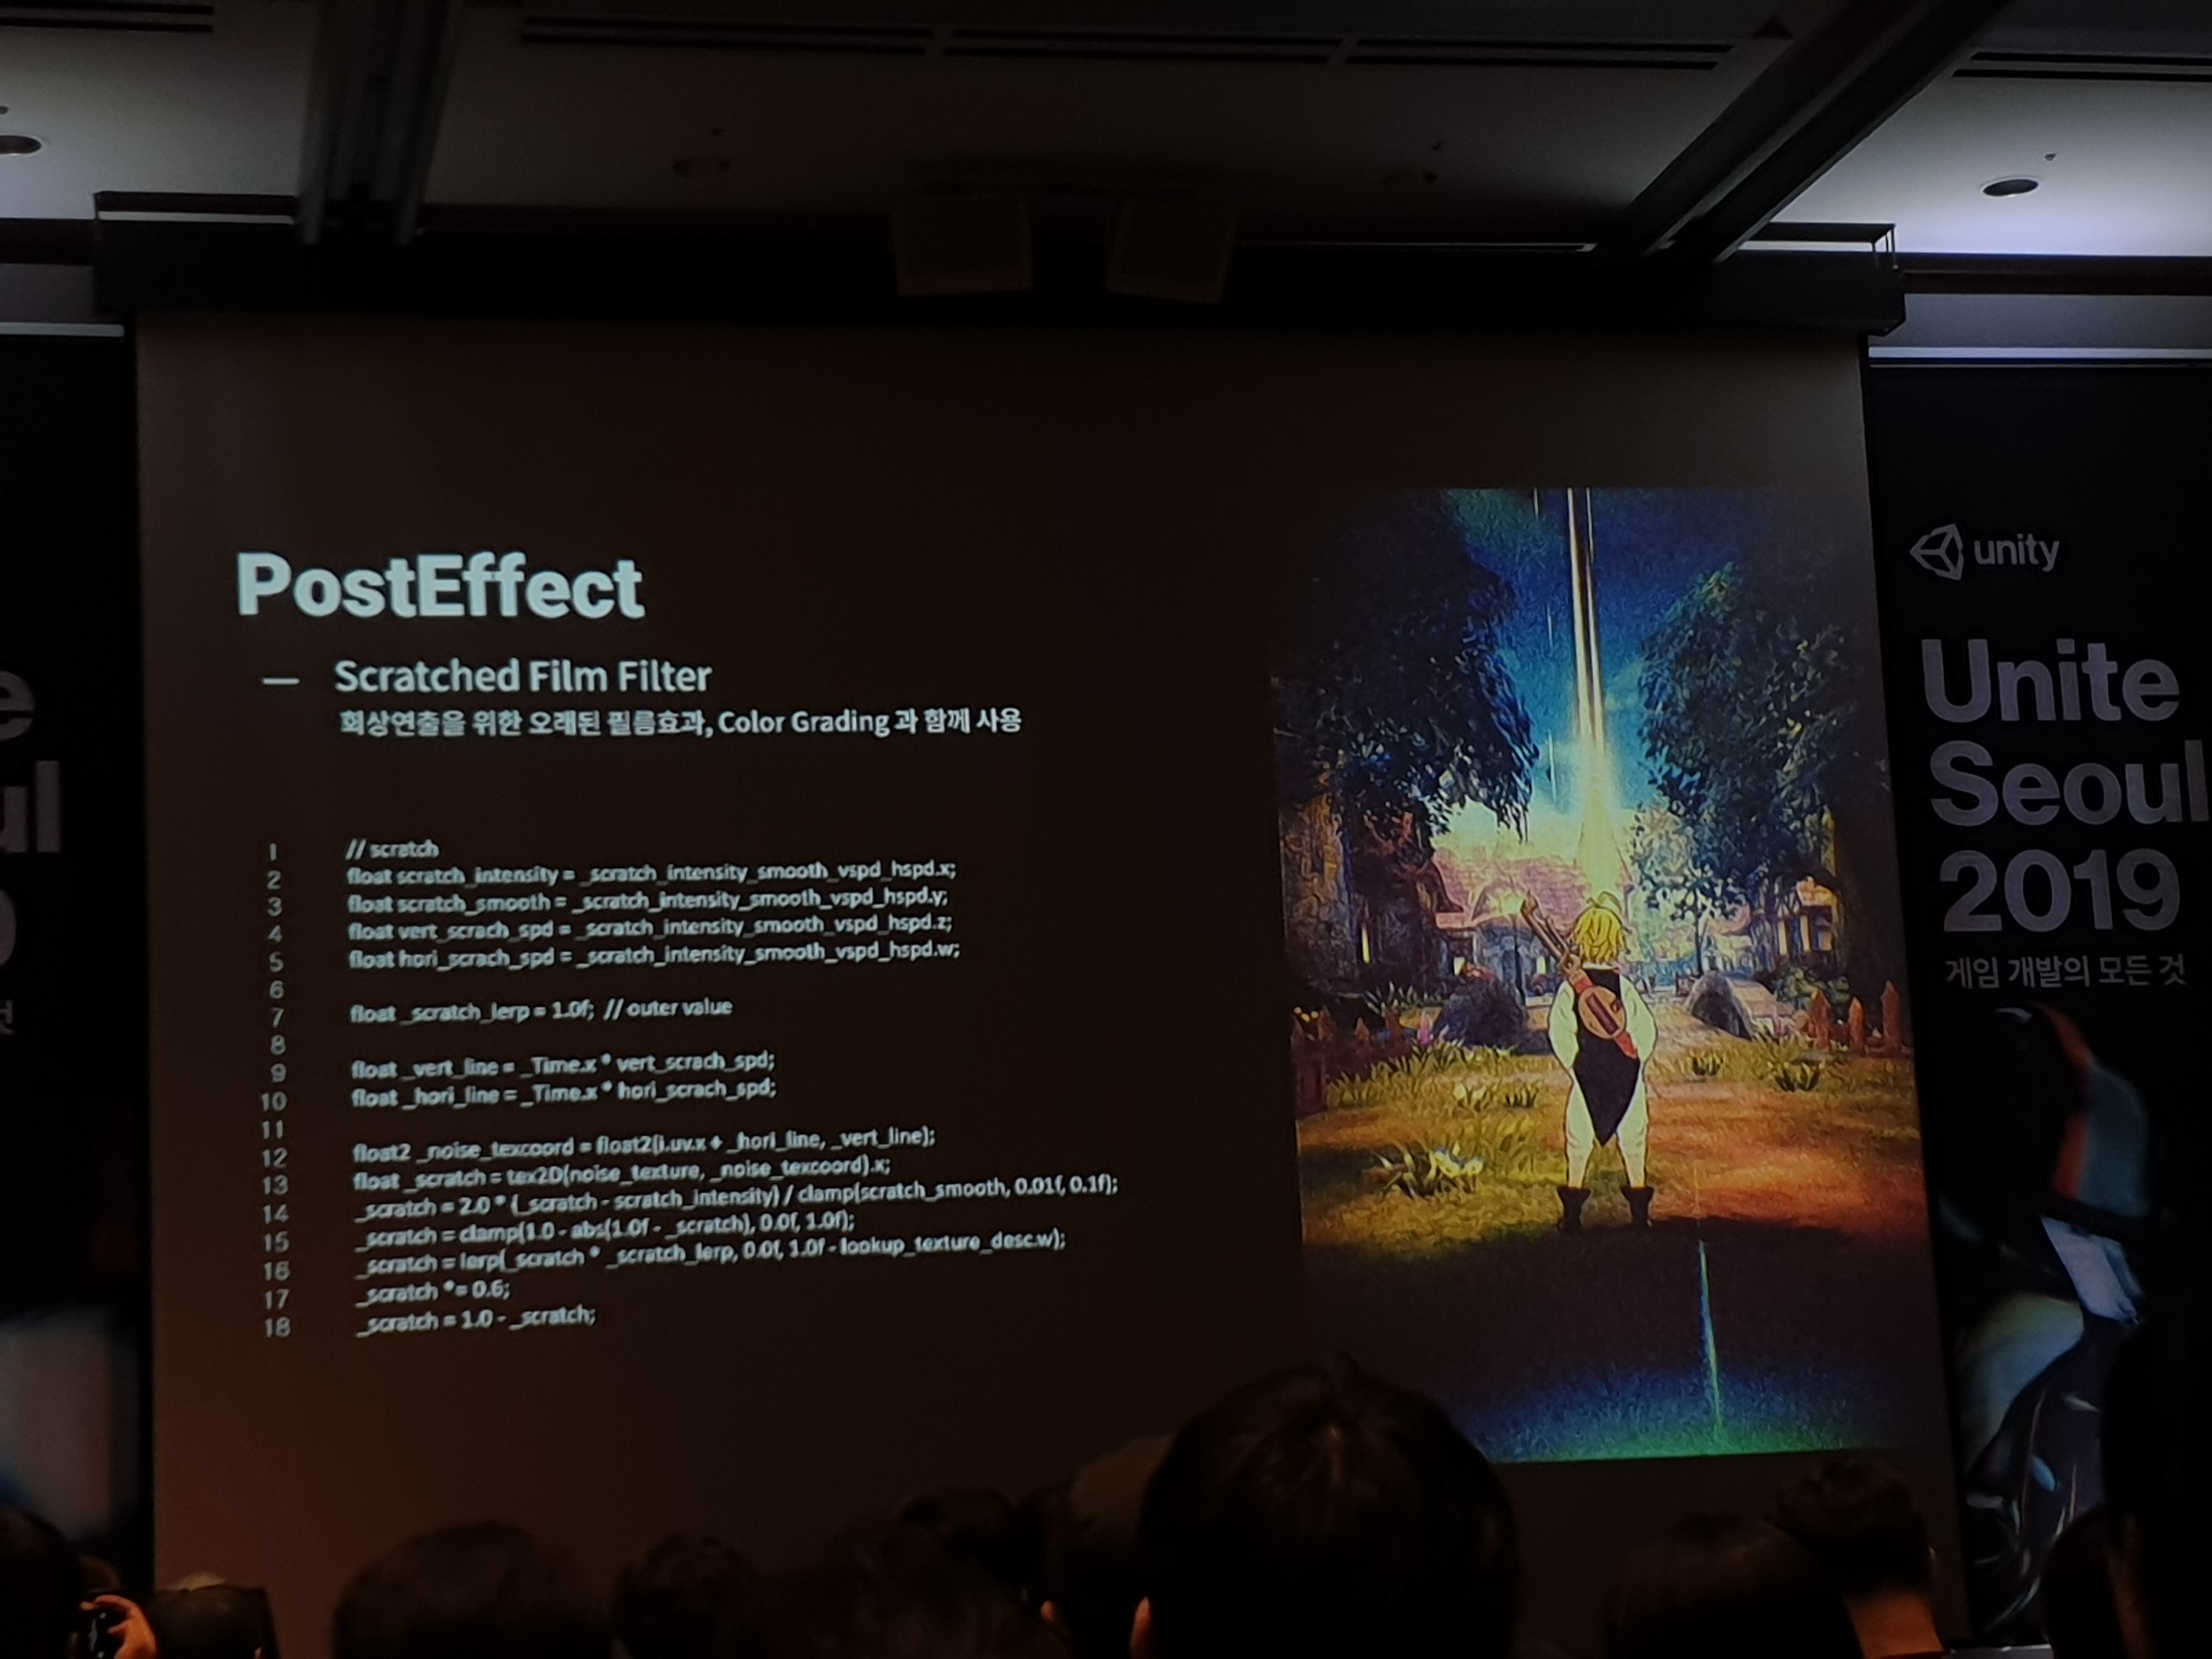 PostEffect
— Scratched Film Filter
회상연출을 위한 오래된 필름효과, Color Grading 과 함께 사용
1 // scratch
2 float scratch_intensity = _scratch_intensity_smooth_vspd_hspd.x;
3 float scratch_smooth = _scratch_intensity_smooth_vspd_hspd.y;
4 float vert_scrach_spd = _scratch_intensity_smooth_vspd_hspd.z;
5 float hori_scrach_spd = _scratch_intensity_smooth_vspd_hspd.w;
6
7 float _scratch_lerp = 1.0f; // outer value
8
9 float _vert_line = _Time.x * vert_scrach_spd;
10 float _hori_line = _Time.x * hori_scrach_spd;
11
12 float2 _noise_texcoord = float2(i.uv.x + _hori_line, _vert_line);
13 float _scratch = tex2D(noise_texture, _noise_texcoord).x;
14 _scratch = 2.0 * (_scratch - scratch_intensity) / clamp(scratch_smooth, 0.01f, 0.1f);
15 _scratch = clamp(1.0 - abs(1.0f - _scratch), 0.0f, 1.0f);
16 _scratch = lerp(_scratch * _scratch_lerp, 0.0f, 1.0f - lookup_texture_desc.w);
17 _scratch *= 0.6;
18 _scratch = 1.0 - _scratch;
unity
Unite
Seoul
2019
게임 개발의 모든 것
e
ul
9
것